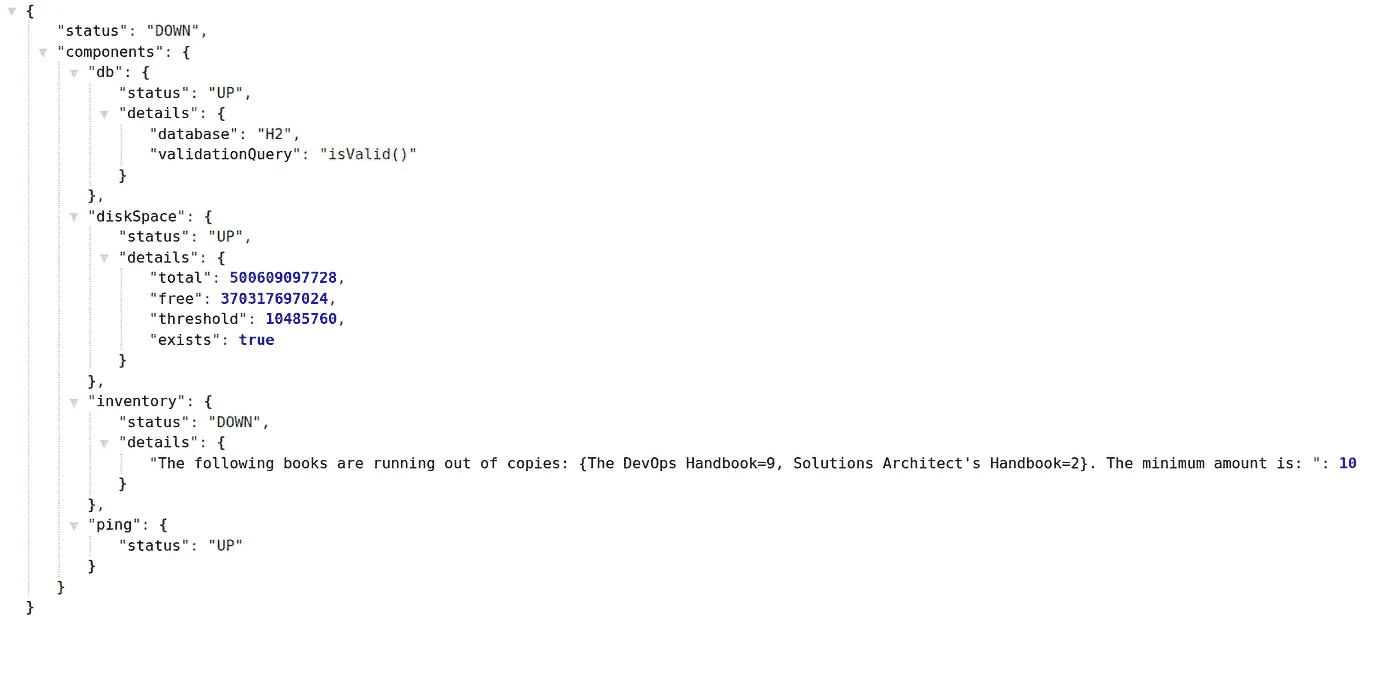 {
"status": "DOWN",
"components": {
"db": {
"status": "UP",
"details": {
"database": "H2",
"validationQuery": "isValid()"
}
},
"diskSpace": {
"status": "UP",
"details": {
"total": 500609097728,
"free": 370317697024,
"threshold": 10485760,
"exists": true
}
},
"inventory": {
"status": "DOWN",
"details": {
"The following books are running out of copies: {The DevOps Handbook=9, Solutions Architect's Handbook=2}. The minimum amount is: ": 10
}
},
"ping": {
"status": "UP"
}
}
}